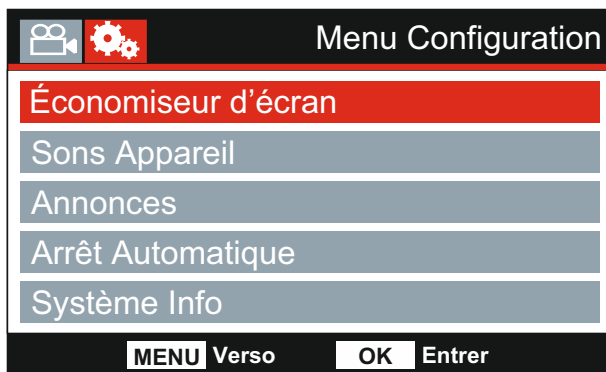 Menu Configuration
Économiseur d’écran
Sons Appareil
Annonces
Arrêt Automatique
Système Info
MENU Verso OK Entrer